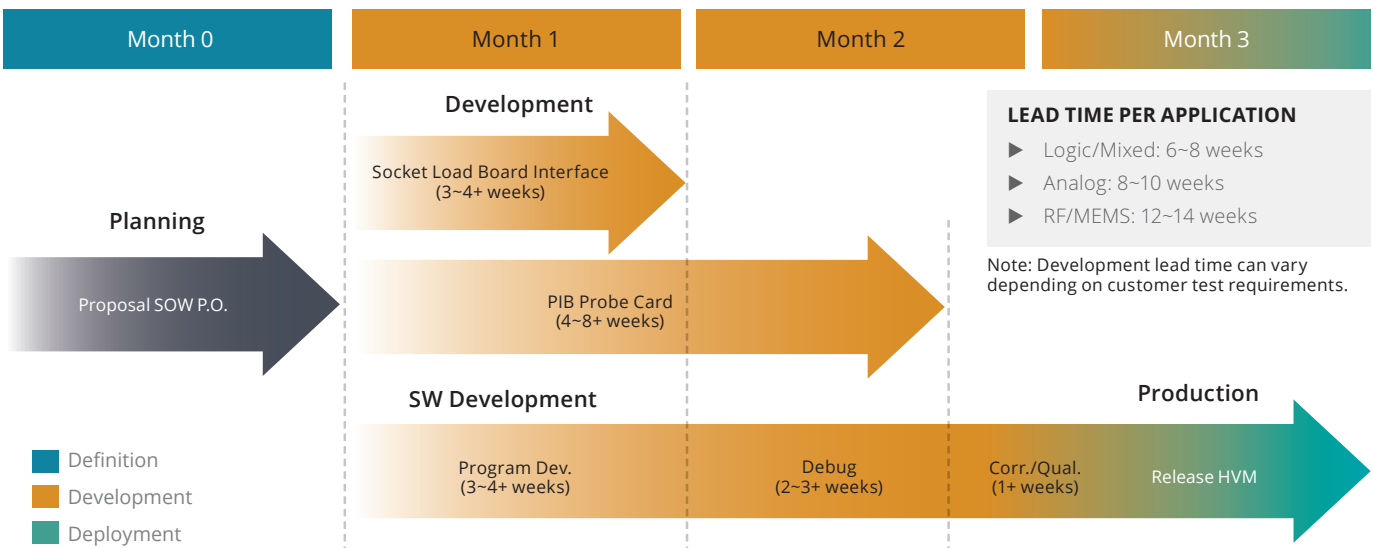 Month 0
Month 1
Month 2
Month 3
Development
Socket Load Board Interface
(3~4+ weeks)
LEAD TIME PER APPLICATION
Logic/Mixed: 6~8 weeks
Analog: 8~10 weeks
RF/MEMS: 12~14 weeks
Note: Development lead time can vary
depending on customer test requirements.
Planning
Proposal SOW P.O.
PIB Probe Card
(4~8+ weeks)
SW Development
Production
Program Dev.
(3~4+ weeks)
Debug
(2~3+ weeks)
Corr./Qual.
(1+ weeks)
Release HVM
Definition
Development
Deployment